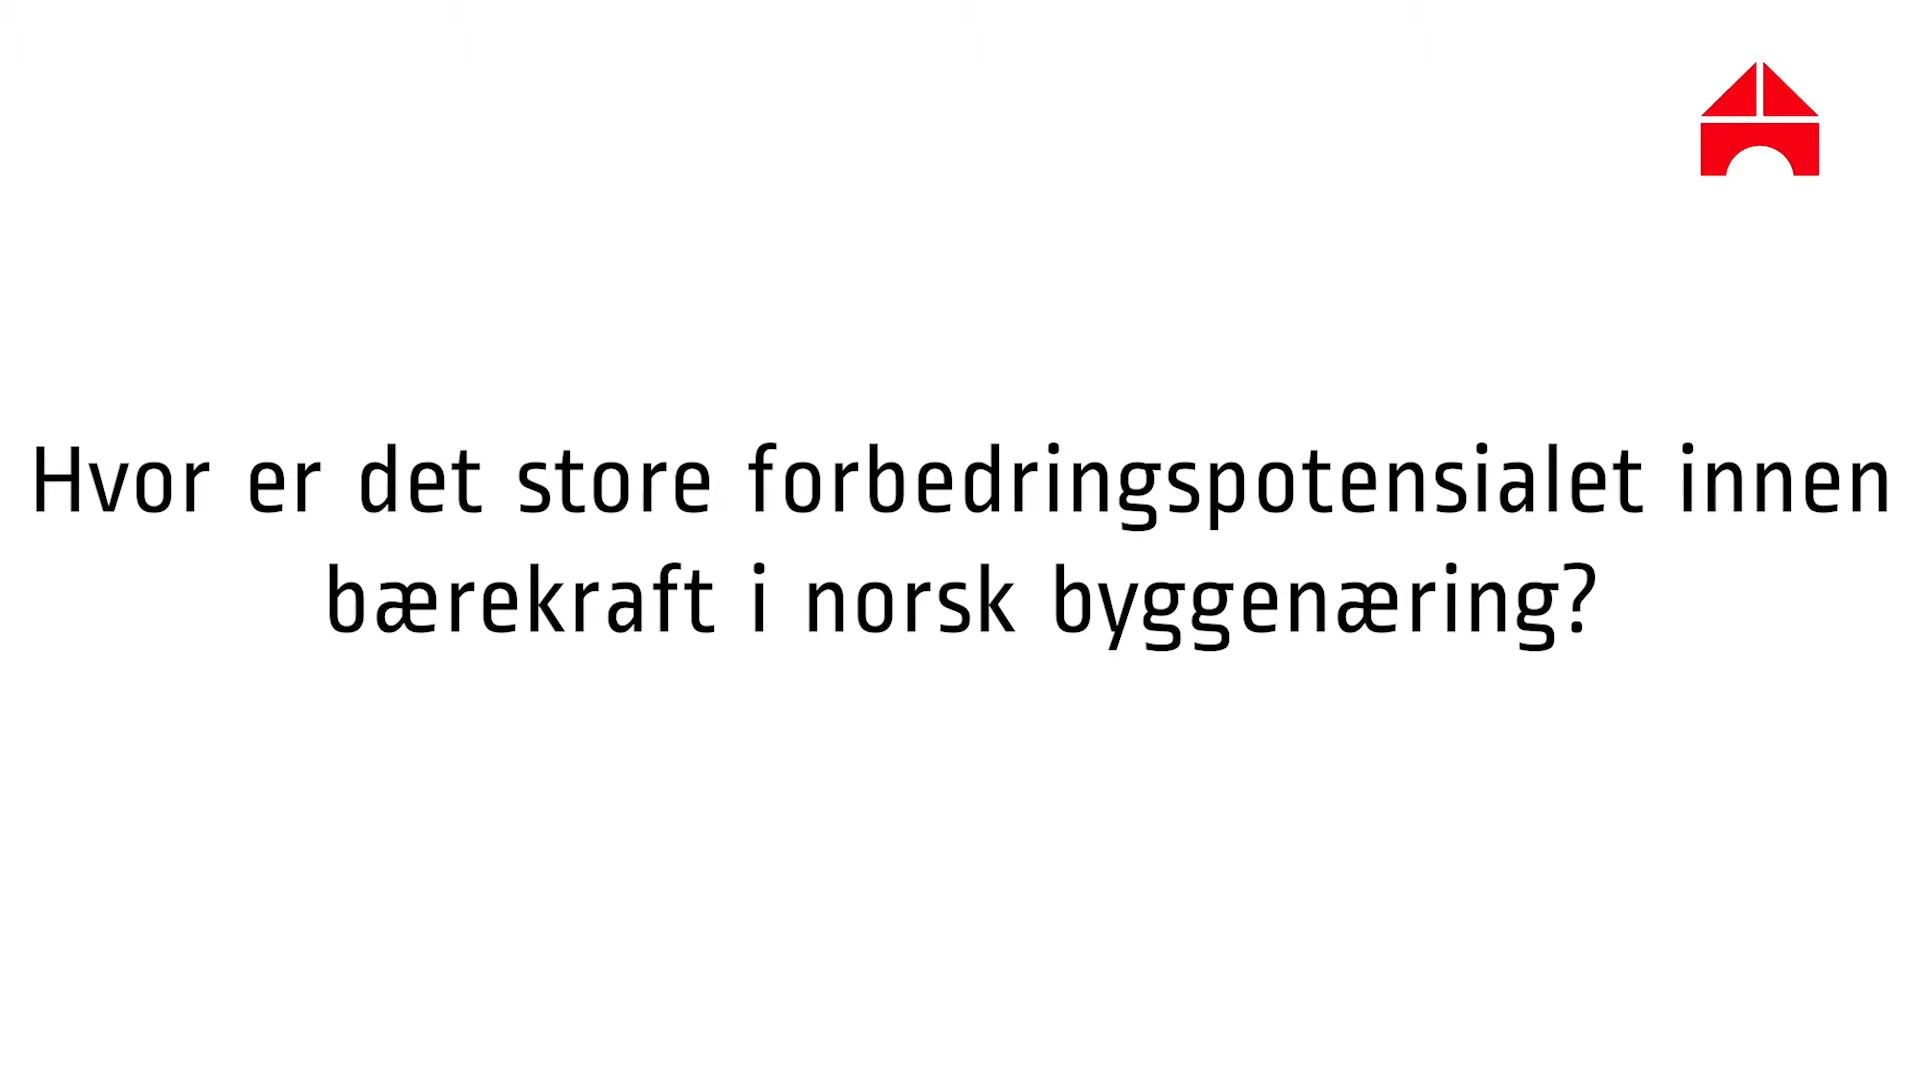 Hvor er det store forbedringspotensialet innen
bærekraft i norsk byggenæring?